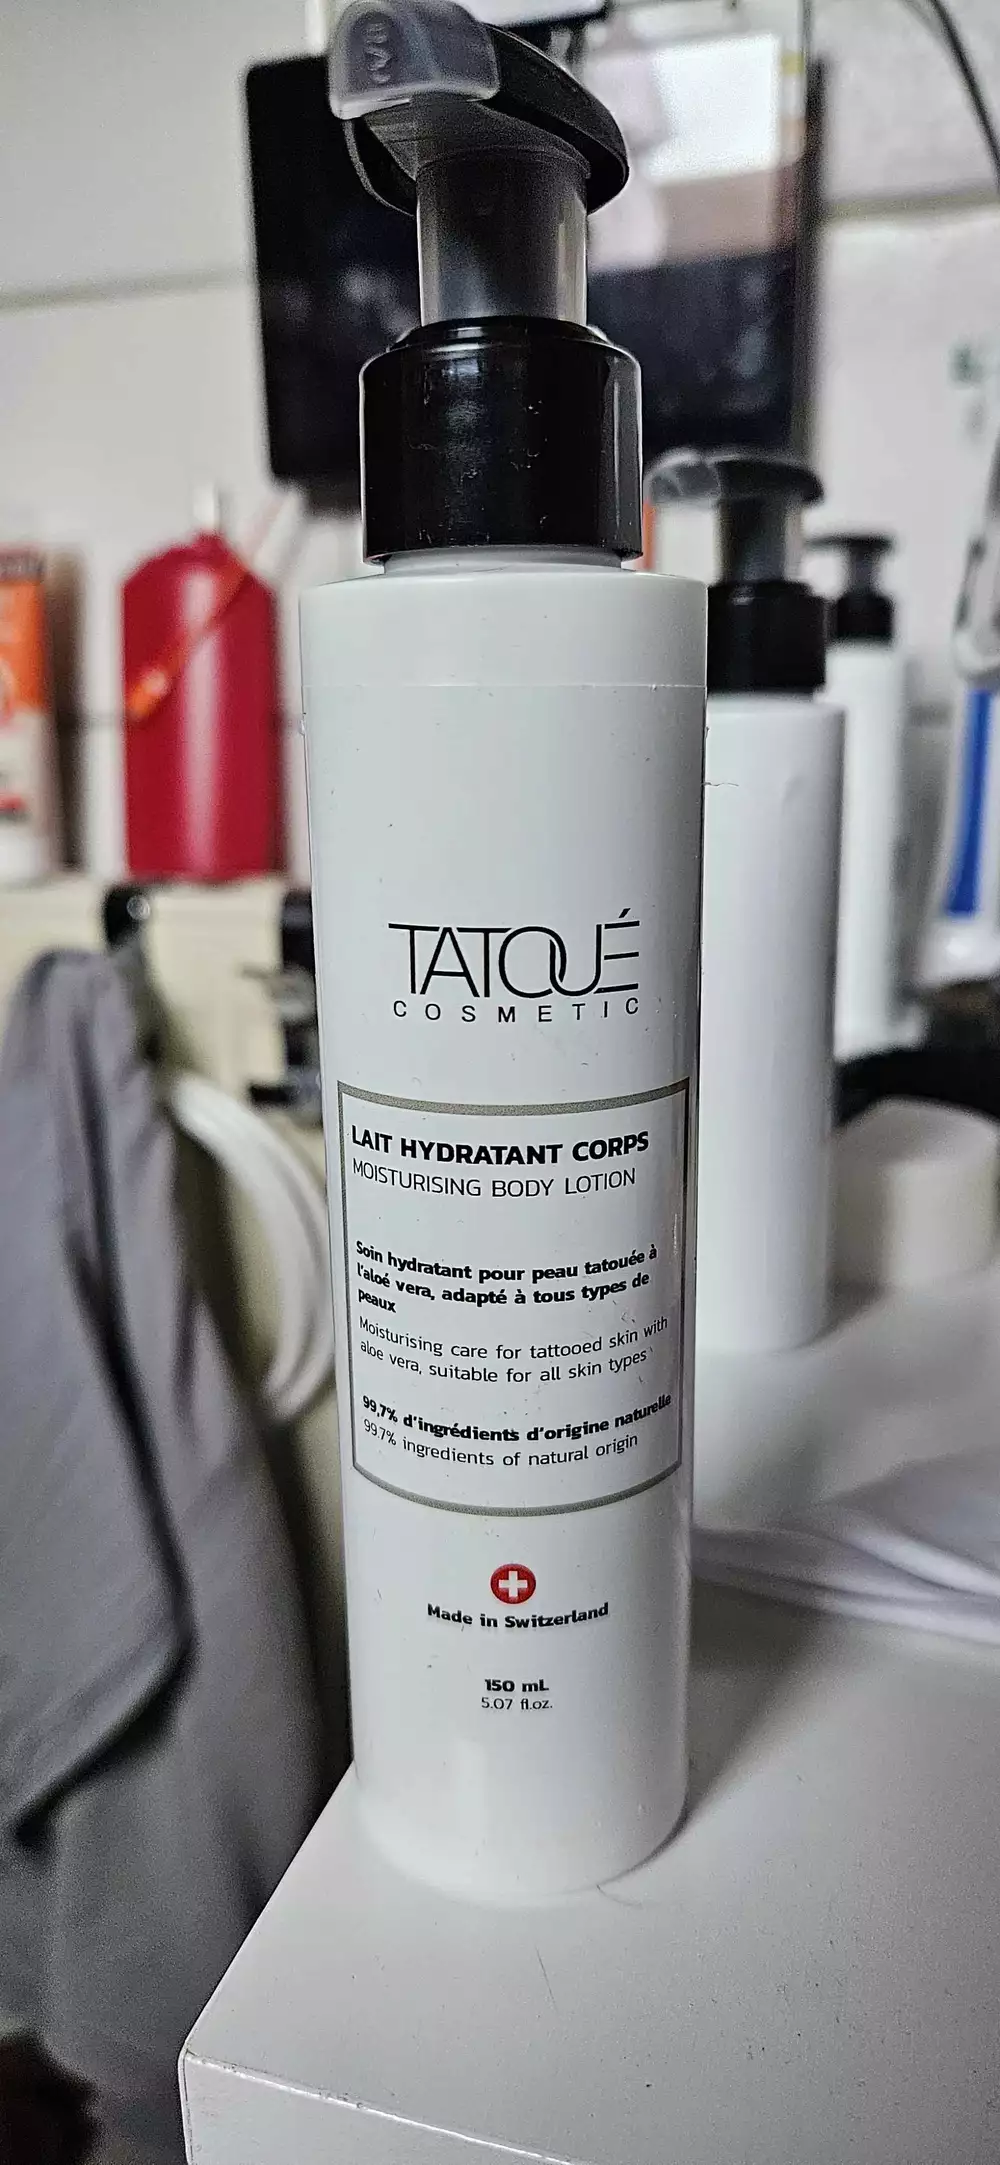 TATOUÉ
COSMETIC
LAIT HYDRATANT CORPS
MOISTURISING BODY LOTION
Soin hydratant pour peau tatouée à
l'aloé vera, adapté à tous types de
peaux
Moisturising care for tattooed skin with
aloe vera, suitable for all skin types
99,7% d'ingrédients d'origine naturelle
99.7% ingredients of natural origin
Made in Switzerland
150 mL
5.07 fl.oz.